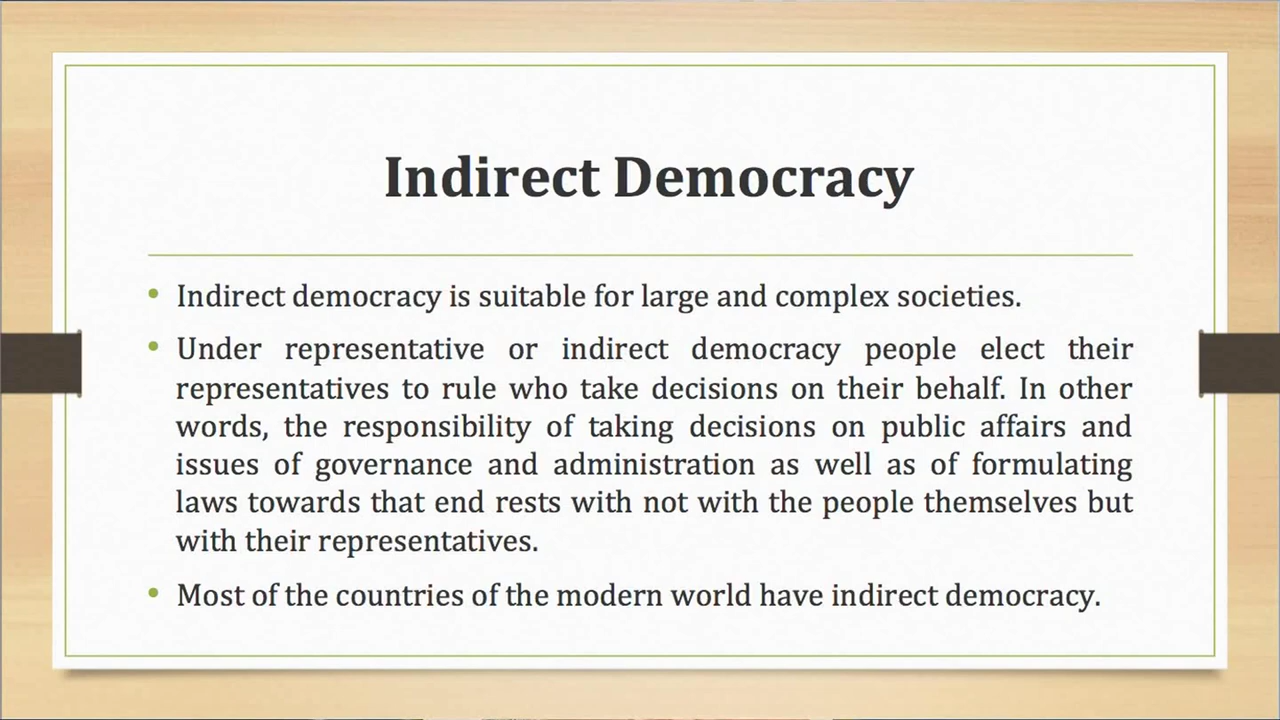 Indirect Democracy
• Indirect democracy is suitable for large and complex societies.
• Under representative or indirect democracy people elect their
representatives to rule who take decisions on their behalf. In other
words, the responsibility of taking decisions on public affairs and
issues of governance and administration as well as of formulating
laws towards that end rests with not with the people themselves but
with their representatives.
• Most of the countries of the modern world have indirect democracy.